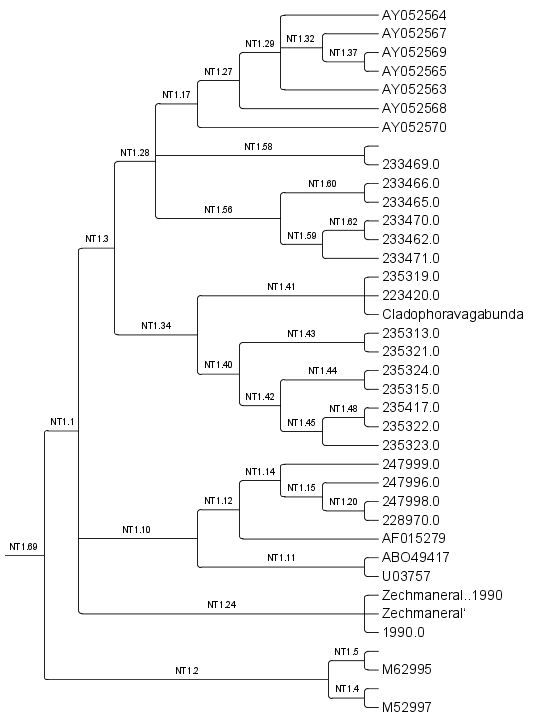 AY052564
AY052567
NT1.32
NT1.29
AY052569
NT1.37
AY052565
NT1.27
AY052563
NT1.17
AY052568
AY052570
NT1.58
NT1.28
233469.0
233466.0
NT1.60
233465.0
NT1.56
233470.0
NT1.62
233462.0
NT1.59
NT1.3
233471.0
235319.0
NT1.41
223420.0
Cladophoravagabunda
NT1.34
235313.0
NT1.43
235321.0
NT1.40
235324.0
NT1.44
235315.0
NT1.42
235417.0
NT1.48
235322.0
NT1.45
NT1.1
235323.0
247999.0
NT1.14
247996.0
NT1.15
247998.0
NT1.12
NT1.20
228970.0
NT1.10
AF015279
NT1.69
ABO49417
NT1.11
U03757
Zechmaneral..1990
NT1.24
Zechmaneral‘
1990.0
NT1.5
NT1.2
M62995
NT1.4
M52997